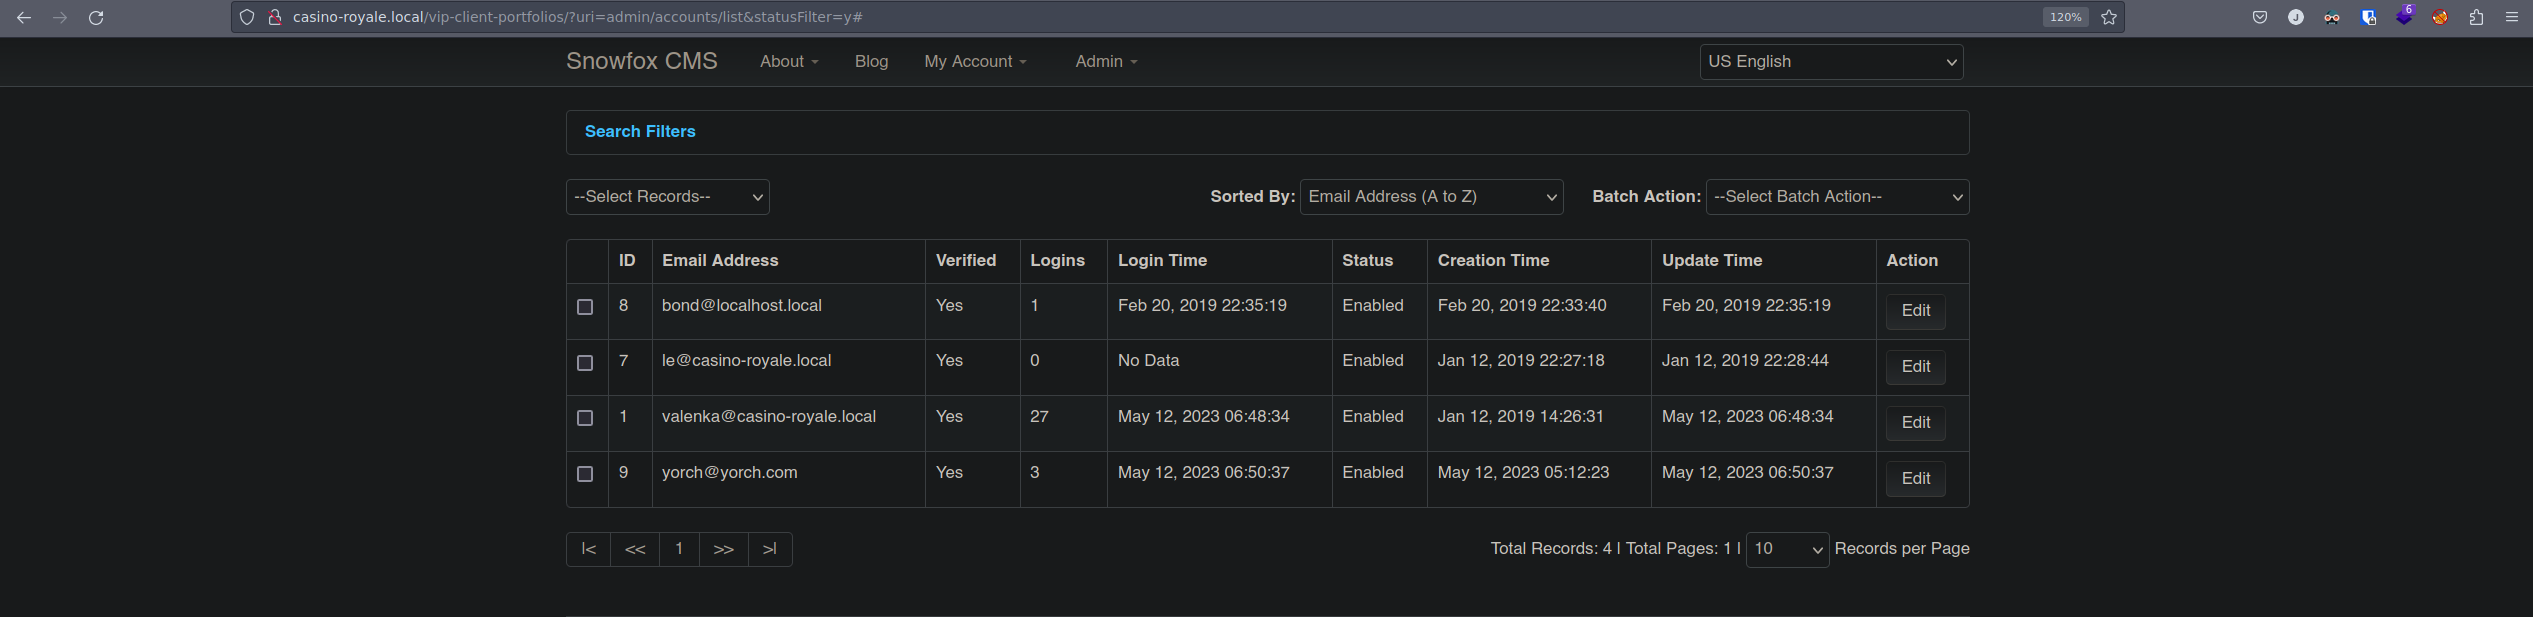 casino-royale.local/vip-client-portfolios/?uri=admin/accounts/list&statusFilter=y# 120% J 6
Snowfox CMS About Blog My Account Admin US English
Search Filters
--Select Records-- Sorted By: Email Address (A to Z) Batch Action: --Select Batch Action--
ID Email Address Verified Logins Login Time Status Creation Time Update Time Action
8 bond@localhost.local Yes 1 Feb 20, 2019 22:35:19 Enabled Feb 20, 2019 22:33:40 Feb 20, 2019 22:35:19 Edit
7 le@casino-royale.local Yes 0 No Data Enabled Jan 12, 2019 22:27:18 Jan 12, 2019 22:28:44 Edit
1 valenka@casino-royale.local Yes 27 May 12, 2023 06:48:34 Enabled Jan 12, 2019 14:26:31 May 12, 2023 06:48:34 Edit
9 yorch@yorch.com Yes 3 May 12, 2023 06:50:37 Enabled May 12, 2023 05:12:23 May 12, 2023 06:50:37 Edit
|< << 1 >> >| Total Records: 4 | Total Pages: 1 | 10 Records per Page